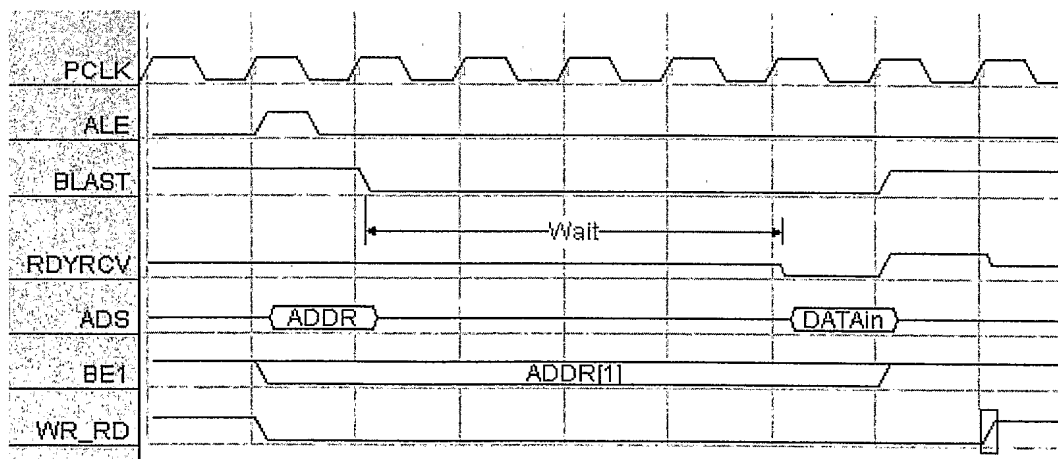 PCLK
ALE
BLAST
Wait
RDYRCV
ADS
ADDR
DATAin
BE1
ADDR[1]
WR_RD